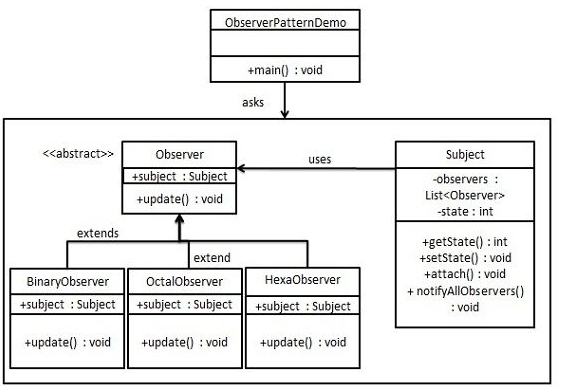 ObserverPatternDemo
+main() : void
asks
<<abstract>>
Observer
+subject : Subject
+update() : void
uses
Subject
-observers :
List<Observer>
-state : int
+getState() : int
+setState() : void
+attach() : void
+ notifyAllObservers()
: void
extends
extend
BinaryObserver
+subject : Subject
+update() : void
OctalObserver
+subject : Subject
+update() : void
HexaObserver
+subject : Subject
+update() : void